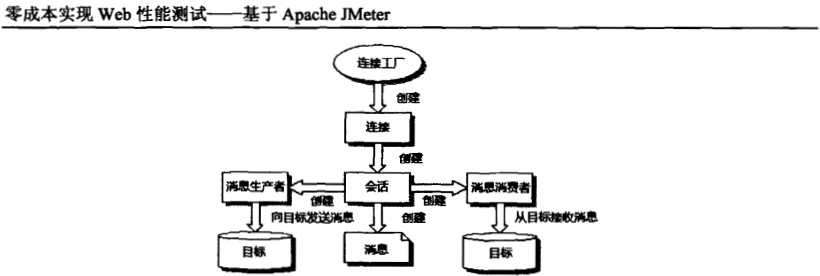 零成本实现 Web 性能测试——基于 Apache JMeter
连接工厂
创建
连接
创建
消息生产者
会话
消息消费者
创建
创建
向目标发送消息
创建
从目标接收消息
目标
消息
目标